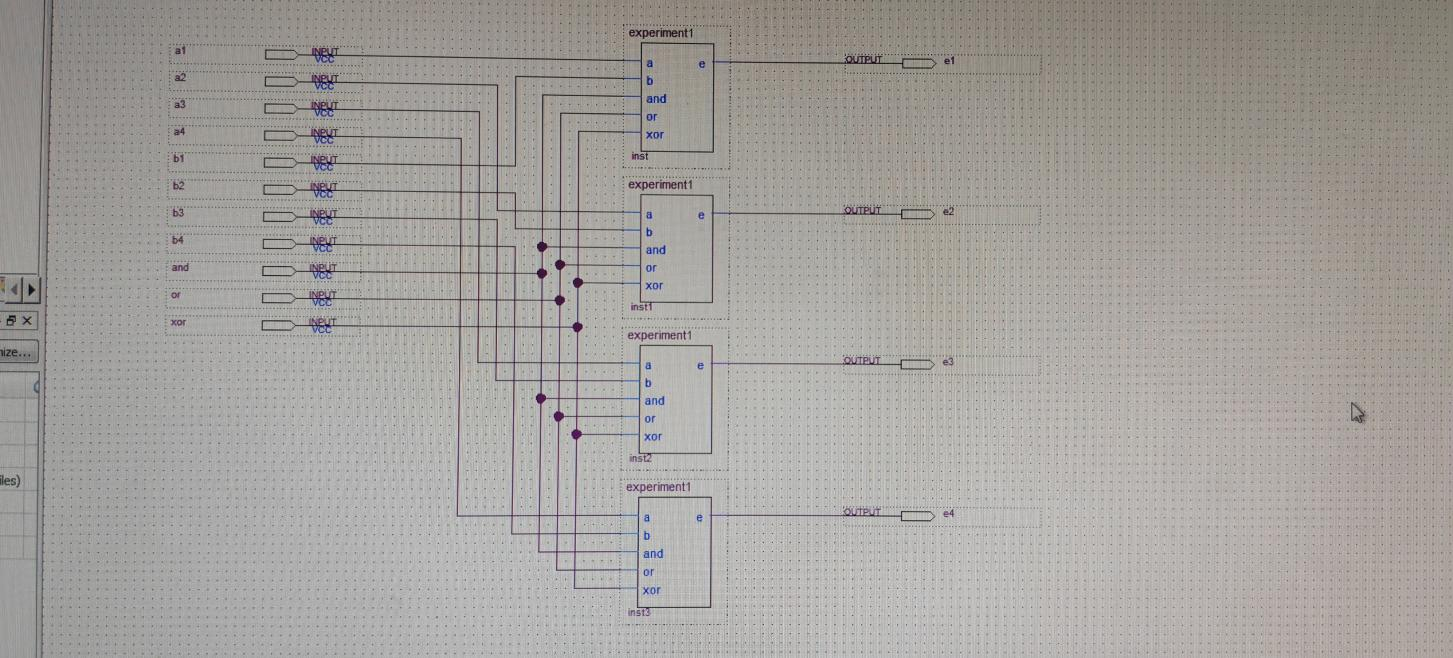 experiment1
a1 INPUT VCC
a2 INPUT VCC
a3 INPUT VCC
a4 INPUT VCC
b1 INPUT VCC
b2 INPUT VCC
b3 INPUT VCC
b4 INPUT VCC
and INPUT VCC
or INPUT VCC
xor INPUT VCC
a e
b
and
or
xor
inst
OUTPUT e1
experiment1
a e
b
and
or
xor
inst1
OUTPUT e2
experiment1
a e
b
and
or
xor
inst2
OUTPUT e3
experiment1
a e
b
and
or
xor
inst3
OUTPUT e4
nize...
iles)